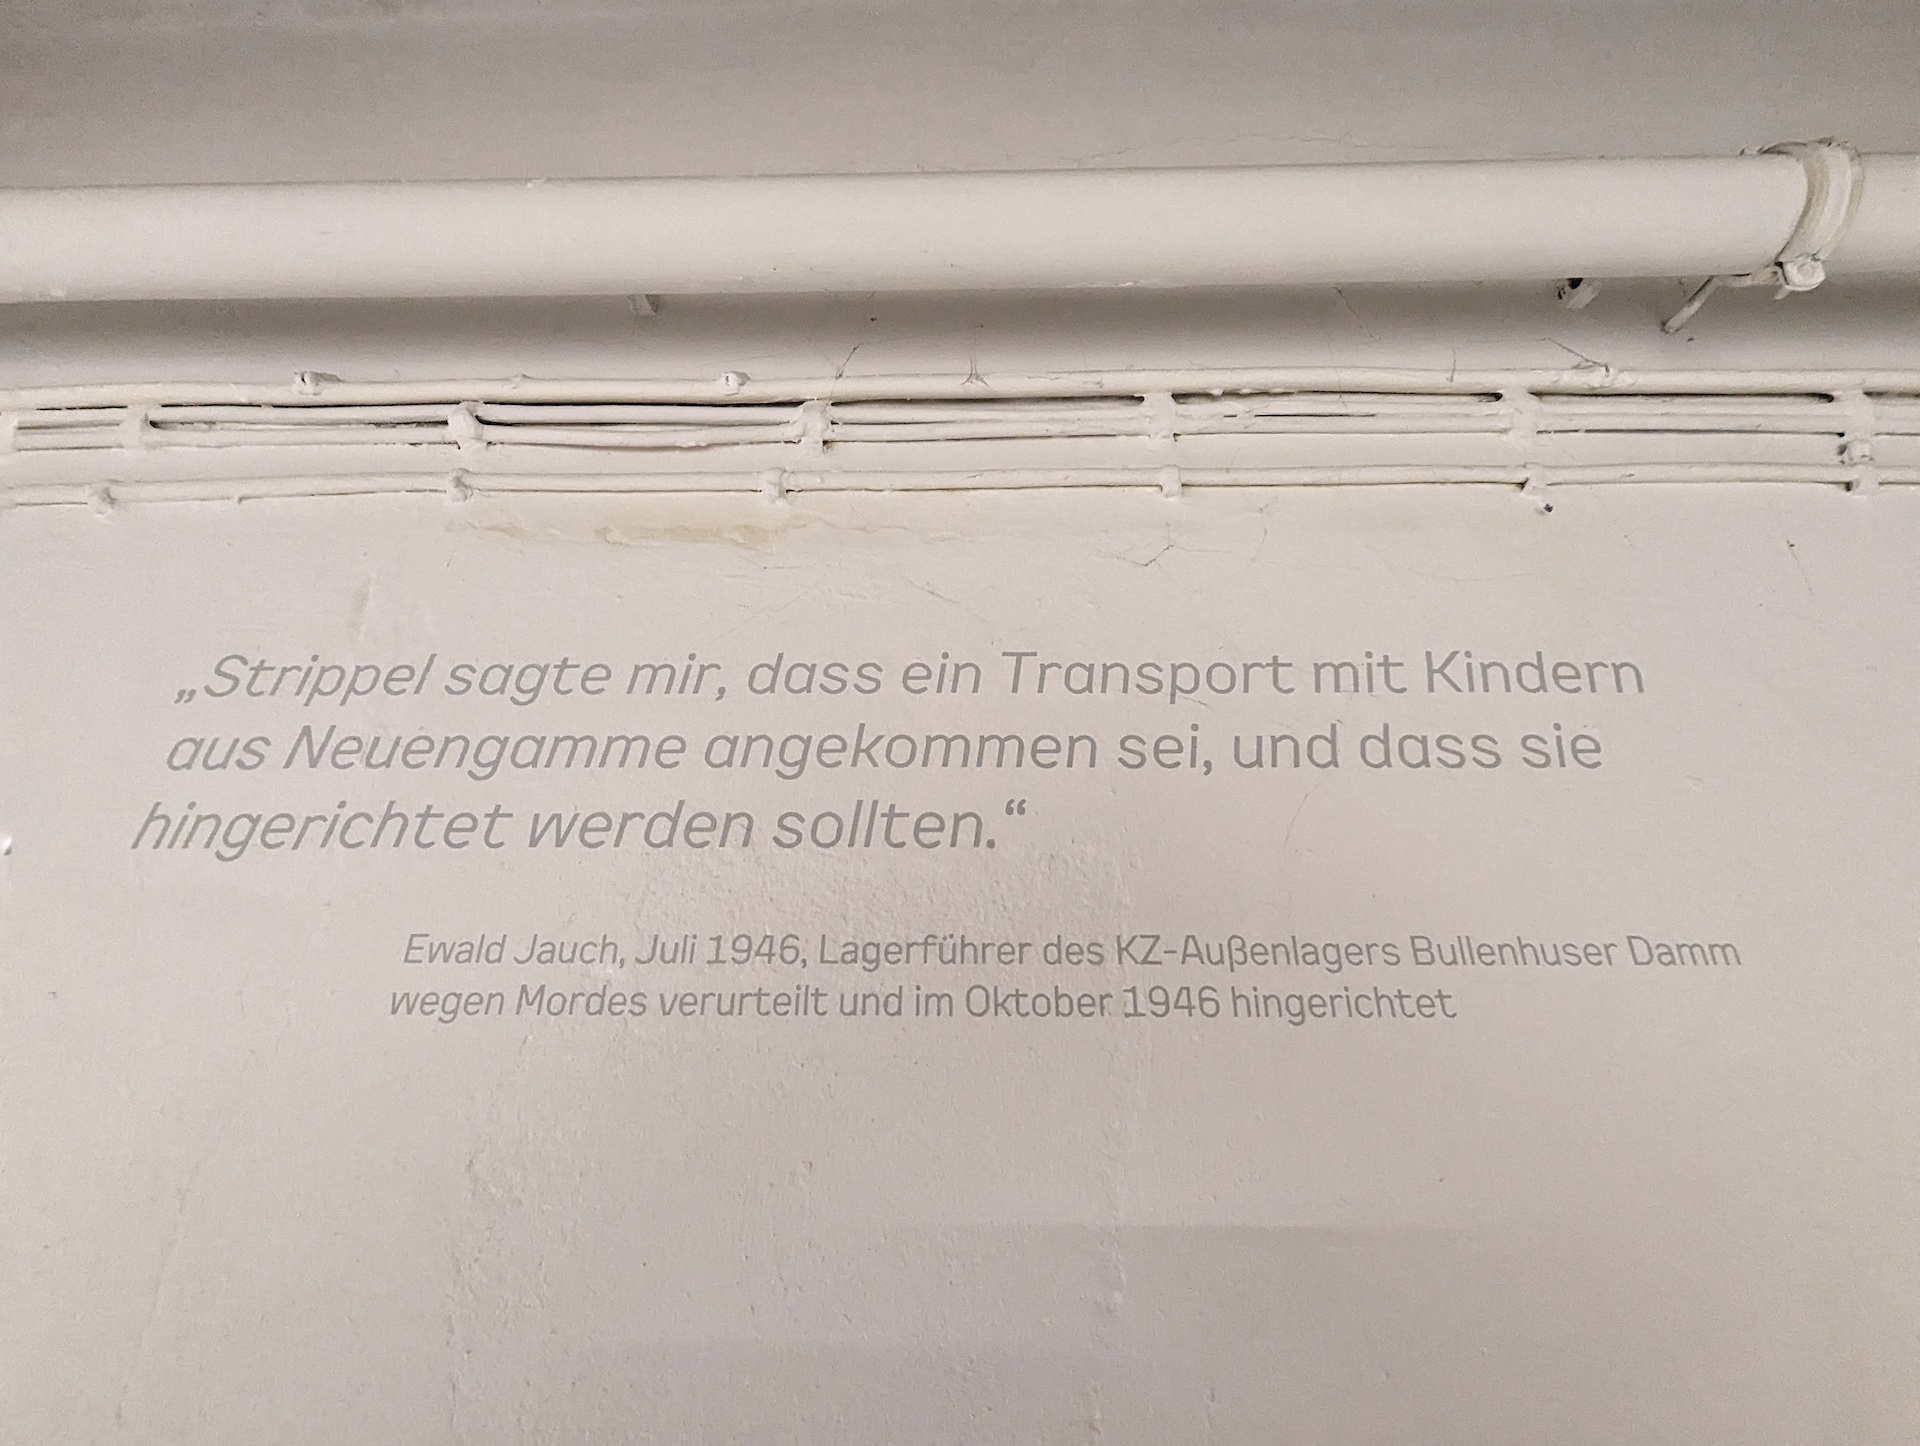 „Strippel sagte mir, dass ein Transport mit Kindern
aus Neuengamme angekommen sei, und dass sie
hingerichtet werden sollten.“
Ewald Jauch, Juli 1946, Lagerführer des KZ-Außenlagers Bullenhuser Damm
wegen Mordes verurteilt und im Oktober 1946 hingerichtet